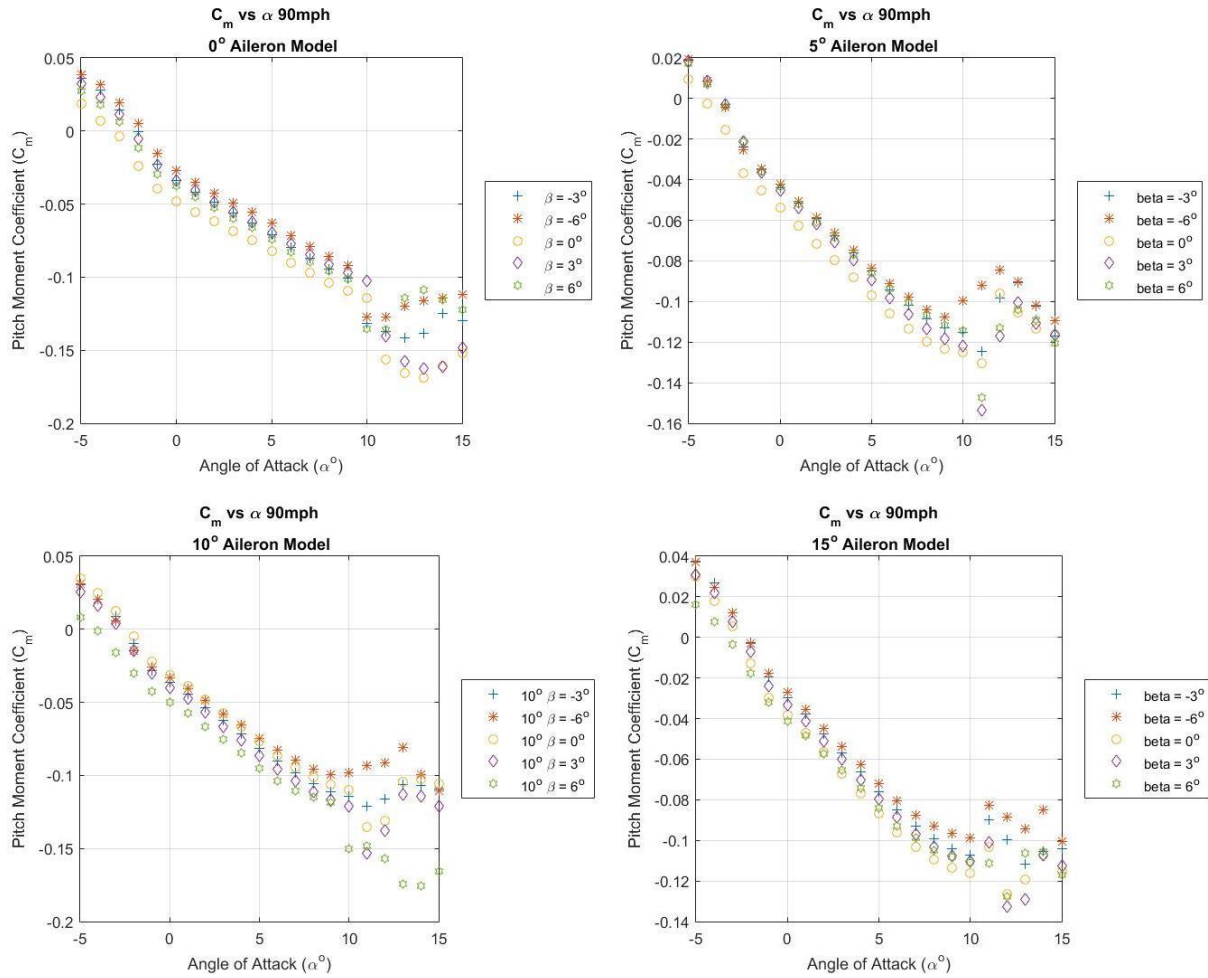 C_m vs α 90mph
0° Aileron Model
Pitch Moment Coefficient (C_m)
0.05
0
-0.05
-0.1
-0.15
-0.2
-5
0
5
10
15
Angle of Attack (α°)
β = -3°
β = -6°
β = 0°
β = 3°
β = 6°
C_m vs α 90mph
5° Aileron Model
Pitch Moment Coefficient (C_m)
0.02
0
-0.02
-0.04
-0.06
-0.08
-0.1
-0.12
-0.14
-0.16
-5
0
5
10
15
Angle of Attack (α°)
beta = -3°
beta = -6°
beta = 0°
beta = 3°
beta = 6°
C_m vs α 90mph
10° Aileron Model
Pitch Moment Coefficient (C_m)
0.05
0
-0.05
-0.1
-0.15
-0.2
-5
0
5
10
15
Angle of Attack (α°)
10° β = -3°
10° β = -6°
10° β = 0°
10° β = 3°
10° β = 6°
C_m vs α 90mph
15° Aileron Model
Pitch Moment Coefficient (C_m)
0.04
0.02
0
-0.02
-0.04
-0.06
-0.08
-0.1
-0.12
-0.14
-5
0
5
10
15
Angle of Attack (α°)
beta = -3°
beta = -6°
beta = 0°
beta = 3°
beta = 6°